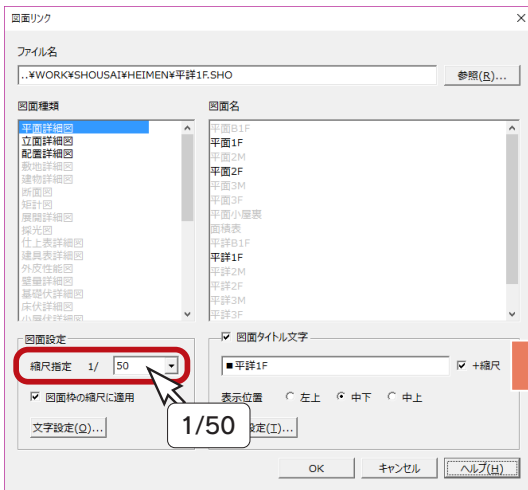 図面リンク
ファイル名
..¥WORK¥SHOUSAI¥HEIMEN¥平詳1F.SHO
参照(R)...
図面種類
図面名
平面詳細図
立面詳細図
配置詳細図
敷地詳細図
建物詳細図
断面図
矩計図
展開詳細図
採光図
仕上表詳細図
建具表詳細図
外皮性能図
壁量詳細図
基礎伏詳細図
床伏詳細図
小屋伏詳細図
平面B1F
平面1F
平面2M
平面2F
平面3M
平面3F
平面小屋裏
面積表
平詳B1F
平詳1F
平詳2M
平詳2F
平詳3M
平詳3F
図面設定
縮尺指定 1/ 50
図面枠の縮尺に適用
文字設定(O)...
図面タイトル文字
■平詳1F
+縮尺
表示位置 左上 中下 中上
設定(T)...
1/50
OK
キャンセル
ヘルプ(H)